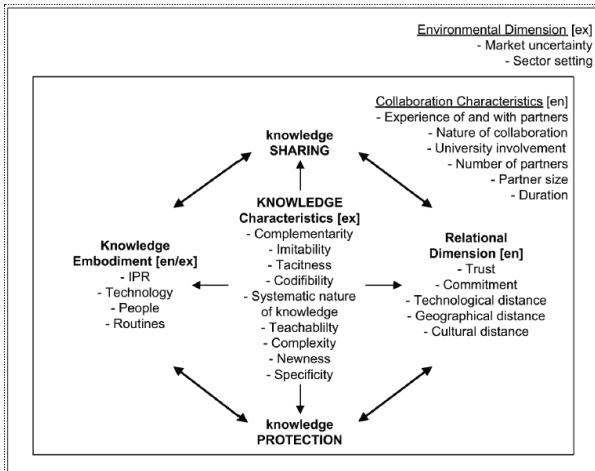 Environmental Dimension [ex]
- Market uncertainty
- Sector setting
Collaboration Characteristics [en]
- Experience of and with partners
- Nature of collaboration
- University involvement
- Number of partners
- Partner size
- Duration
knowledge
SHARING
KNOWLEDGE
Characteristics [ex]
- Complementarity
- Imitability
- Tacitness
- Codifibility
- Systematic nature
of knowledge
- Teachablilty
- Complexity
- Newness
- Specificity
Knowledge
Embodiment [en/ex]
- IPR
- Technology
- People
- Routines
Relational
Dimension [en]
- Trust
- Commitment
- Technological distance
- Geographical distance
- Cultural distance
knowledge
PROTECTION